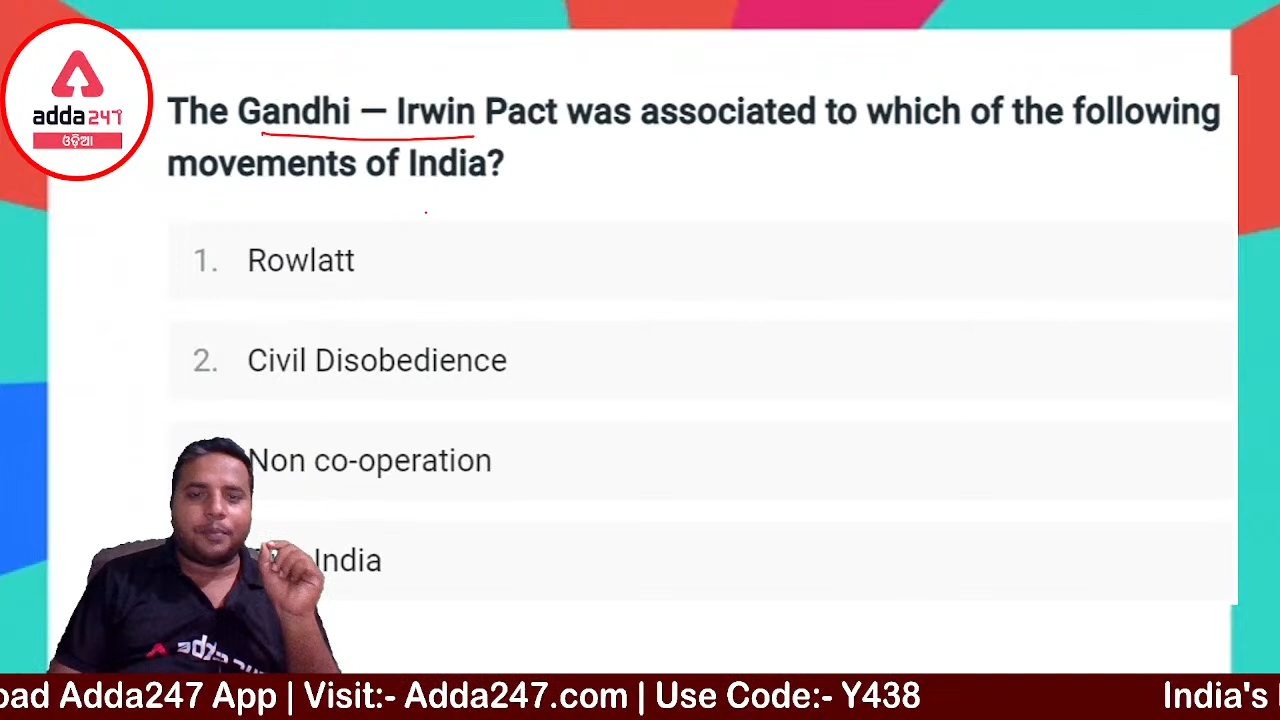 adda247
ଓଡ଼ିଆ
The Gandhi — Irwin Pact was associated to which of the following
movements of India?
1. Rowlatt
2. Civil Disobedience
Non co-operation
India
oad Adda247 App | Visit:- Adda247.com | Use Code:- Y438 India's